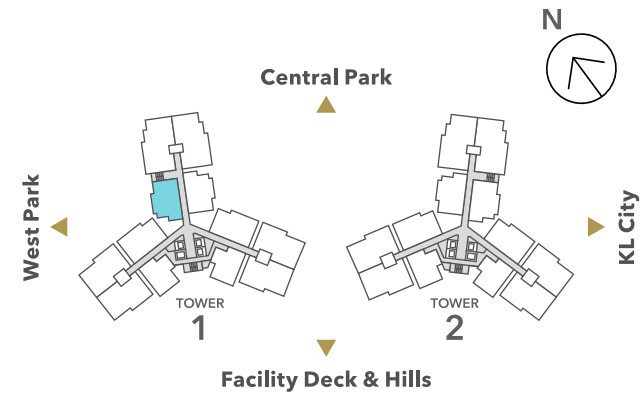 N
Central Park
West Park
KL City
TOWER
1
TOWER
2
Facility Deck & Hills